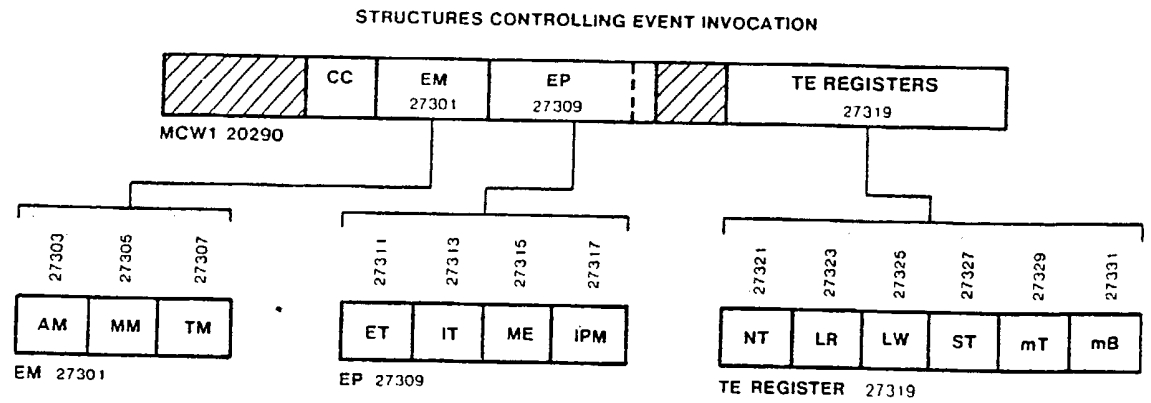 STRUCTURES CONTROLLING EVENT INVOCATION
CC
EM
27301
EP
27309
TE REGISTERS
27319
MCW1 20290
27303
27305
27307
AM
MM
TM
EM 27301
27311
27313
27315
27317
ET
IT
ME
IPM
EP 27309
27321
27323
27325
27327
27329
27331
NT
LR
LW
ST
mT
mB
TE REGISTER 27319